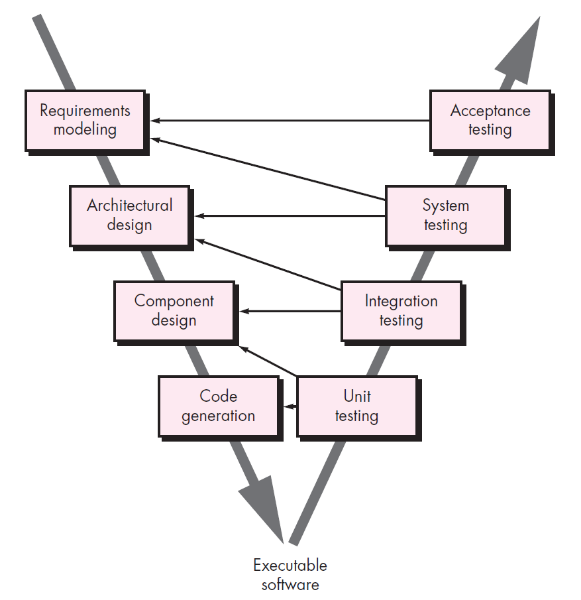 Requirements
modeling
Acceptance
testing
Architectural
design
System
testing
Component
design
Integration
testing
Code
generation
Unit
testing
Executable
software